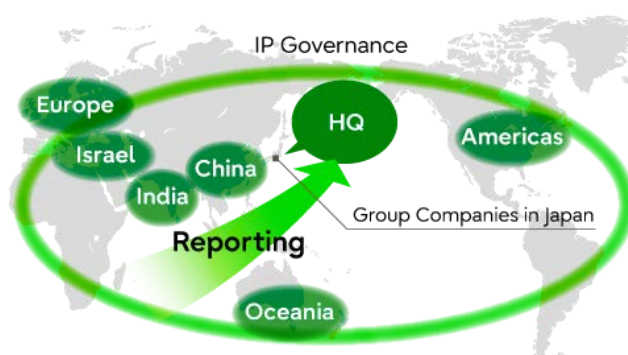 IP Governance
Europe
HQ
Americas
Israel
China
India
Group Companies in Japan
Reporting
Oceania